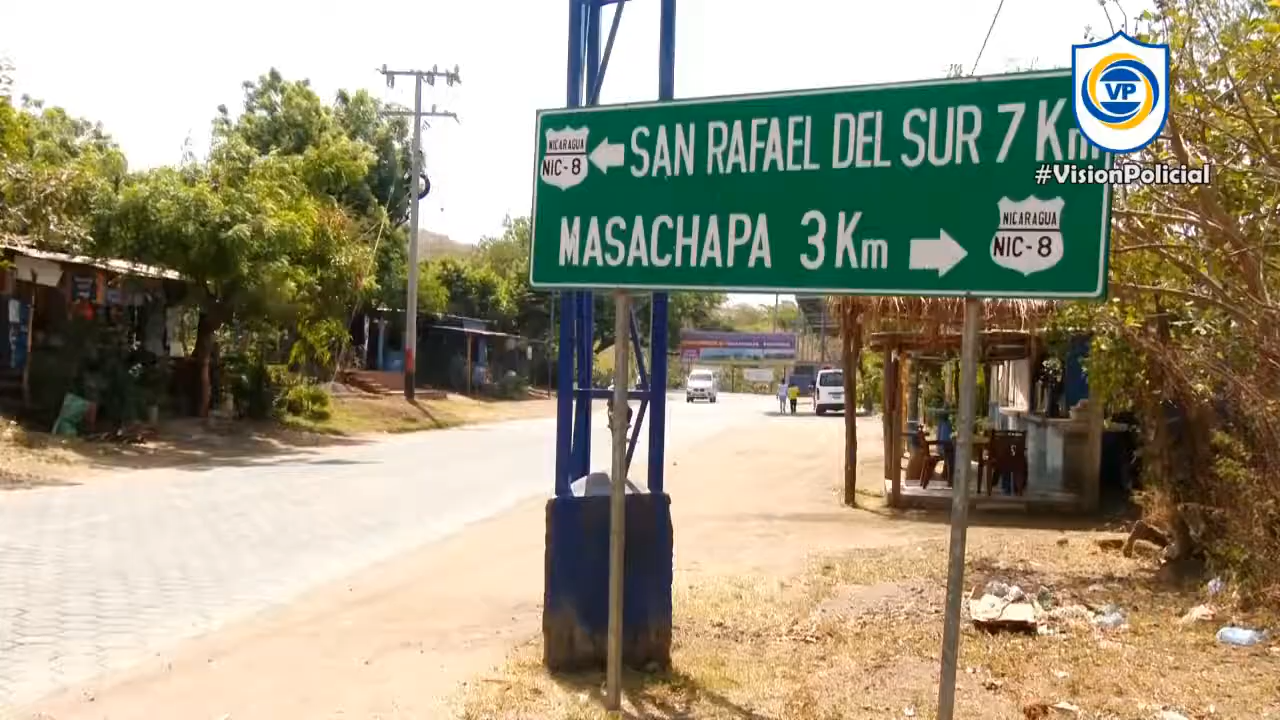 NICARAGUA
NIC-8
SAN RAFAEL DEL SUR 7 Km
MASACHAPA 3 Km
NICARAGUA
NIC-8
VP
#VisionPolicial